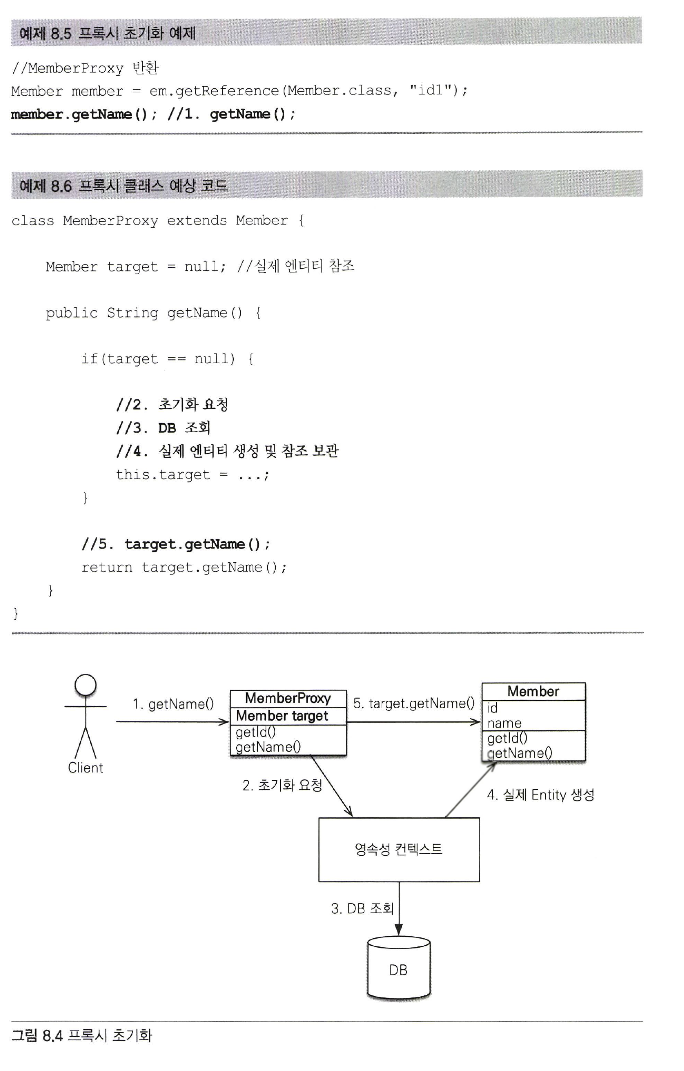 예제 8.5 프록시 초기화 예제
//MemberProxy 반환
Member member = em.getReference(Member.class, "id1");
member.getName(); //1. getName();
예제 8.6 프록시 클래스 예상 코드
class MemberProxy extends Member {
Member target = null; //실제 엔티티 참조
public String getName() {
if(target == null) {
//2. 초기화 요청
//3. DB 조회
//4. 실제 엔티티 생성 및 참조 보관
this.target = ...;
}
//5. target.getName();
return target.getName();
}
}
Client
1. getName()
MemberProxy
Member target
getId()
getName()
5. target.getName()
Member
id
name
getId()
getName()
2. 초기화 요청
4. 실제 Entity 생성
영속성 컨텍스트
3. DB 조회
DB
그림 8.4 프록시 초기화